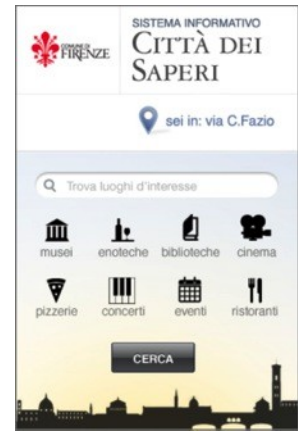 COMUNE DI
FIRENZE
SISTEMA INFORMATIVO
CITTÀ DEI
SAPERI
sei in: via C.Fazio
Trova luoghi d'interesse
musei enoteche biblioteche cinema
pizzerie concerti eventi ristoranti
CERCA